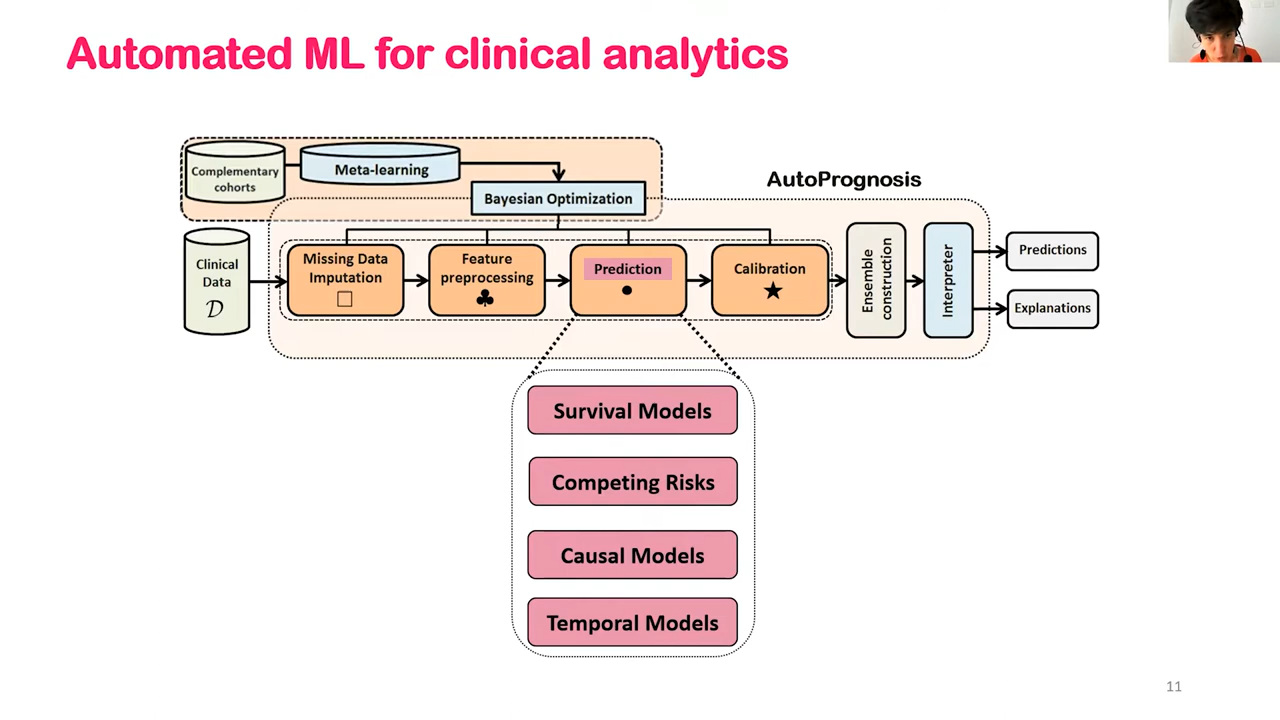 Automated ML for clinical analytics
Complementary
cohorts
Meta-learning
Bayesian Optimization
AutoPrognosis
Clinical
Data
D
Missing Data
Imputation
Feature
preprocessing
Prediction
Calibration
Ensemble
construction
Interpreter
Predictions
Explanations
Survival Models
Competing Risks
Causal Models
Temporal Models
11